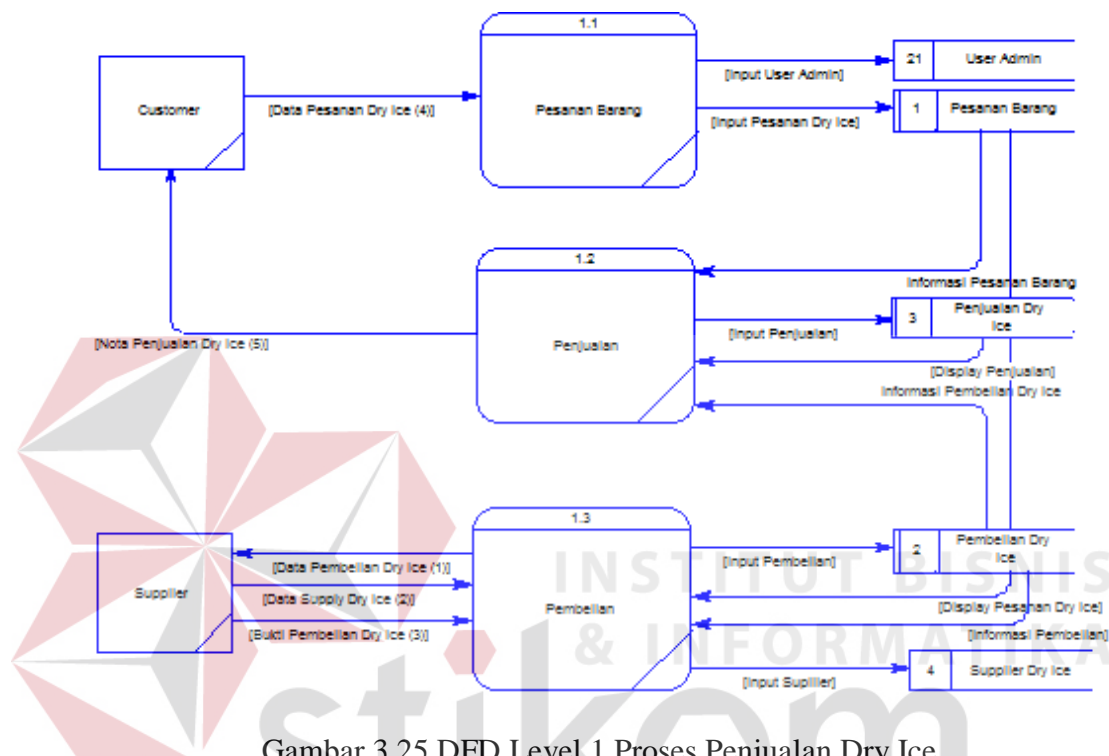 1.1
Customer
[Data Pesanan Dry Ice (4)]
Pesanan Barang
[Input User Admin]
21 User Admin
[Input Pesanan Dry Ice]
1 Pesanan Barang
1.2
Informasi Pesanan Barang
Penjualan
[Input Penjualan]
3 Penjualan Dry
Ice
[Nota Penjualan Dry Ice (5)]
[Display Penjualan]
Informasi Pembelian Dry Ice
1.3
Supplier
[Data Pembelian Dry Ice (1)]
[Data Supply Dry Ice (2)]
[Bukti Pembelian Dry Ice (3)]
Pembelian
[Input Pembelian]
2 Pembelian Dry
Ice
[Display Pesanan Dry Ice]
[Informasi Pembelian]
[Input Supllier]
4 Supplier Dry Ice
INSTITUT BISNIS
& INFORMATIKA
stikom
Gambar 3.25 DFD Level 1 Proses Penjualan Dry Ice